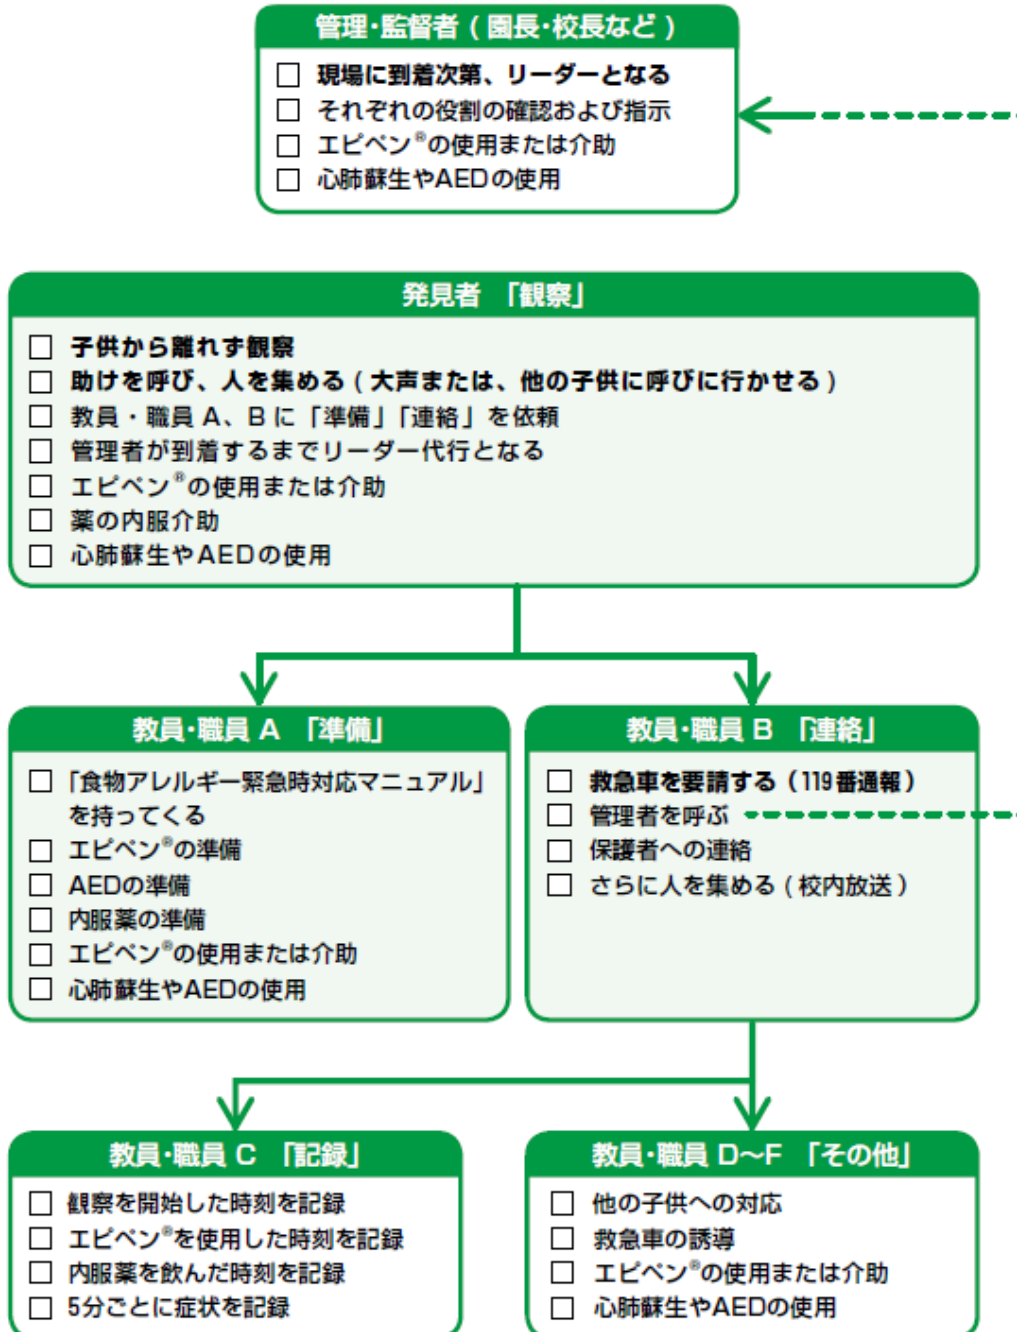 管理・監督者(園長・校長など)
□ 現場に到着次第、リーダーとなる
□ それぞれの役割の確認および指示
□ エピペン®の使用または介助
□ 心肺蘇生やAEDの使用
発見者 「観察」
□ 子供から離れず観察
□ 助けを呼び、人を集める(大声または、他の子供に呼びに行かせる)
□ 教員・職員 A、B に「準備」「連絡」を依頼
□ 管理者が到着するまでリーダー代行となる
□ エピペン®の使用または介助
□ 薬の内服介助
□ 心肺蘇生やAEDの使用
教員・職員 A 「準備」
□ 「食物アレルギー緊急時対応マニュアル」
を持ってくる
□ エピペン®の準備
□ AEDの準備
□ 内服薬の準備
□ エピペン®の使用または介助
□ 心肺蘇生やAEDの使用
教員・職員 B 「連絡」
□ 救急車を要請する(119番通報)
□ 管理者を呼ぶ
□ 保護者への連絡
□ さらに人を集める(校内放送)
教員・職員 C 「記録」
□ 観察を開始した時刻を記録
□ エピペン®を使用した時刻を記録
□ 内服薬を飲んだ時刻を記録
□ 5分ごとに症状を記録
教員・職員 D〜F 「その他」
□ 他の子供への対応
□ 救急車の誘導
□ エピペン®の使用または介助
□ 心肺蘇生やAEDの使用